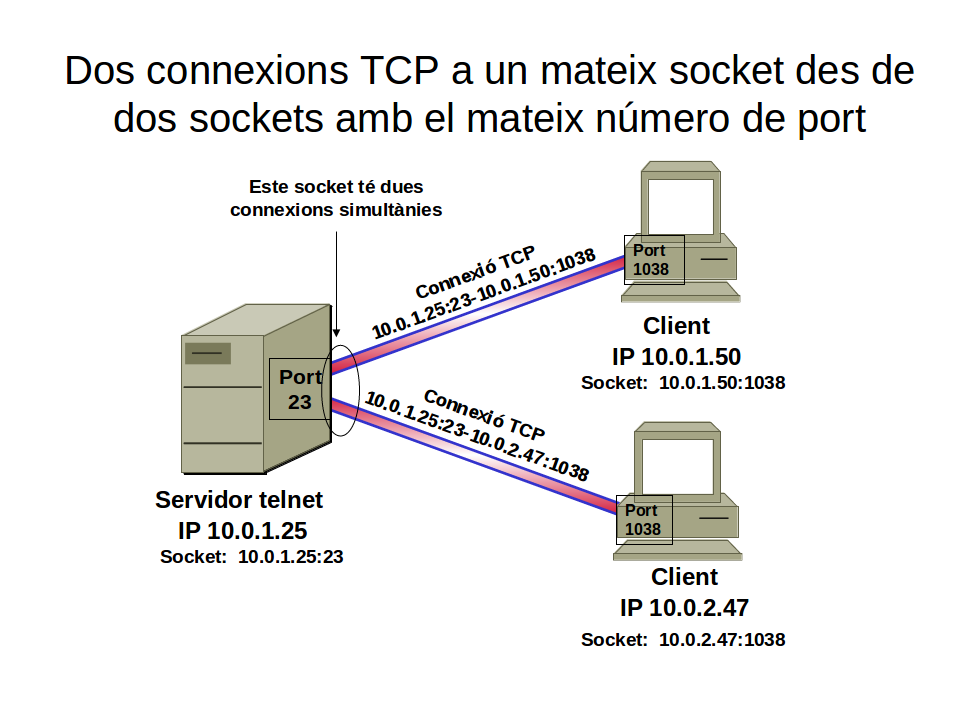 Dos connexions TCP a un mateix socket des de
dos sockets amb el mateix número de port
Este socket té dues
connexions simultànies
Connexió TCP
10.0.1.25:23-10.0.1.50:1038
Port
1038
Client
IP 10.0.1.50
Socket: 10.0.1.50:1038
Port
23
Connexió TCP
10.0.1.25:23-10.0.2.47:1038
Servidor telnet
IP 10.0.1.25
Socket: 10.0.1.25:23
Port
1038
Client
IP 10.0.2.47
Socket: 10.0.2.47:1038